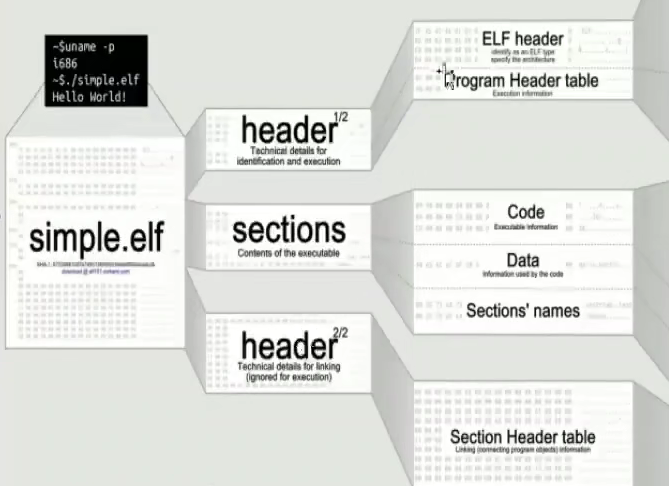 ~$uname -p
i686
~$./simple.elf
Hello World!
simple.elf
header 1/2
Technical details for
identification and execution
sections
Contents of the executable
header 2/2
Technical details for linking
(ignored for execution)
ELF header
identify as an ELF type
specify the architecture
Program Header table
Execution information
Code
Executable information
Data
Information used by the code
Sections' names
Section Header table
Linking (connecting program objects) information